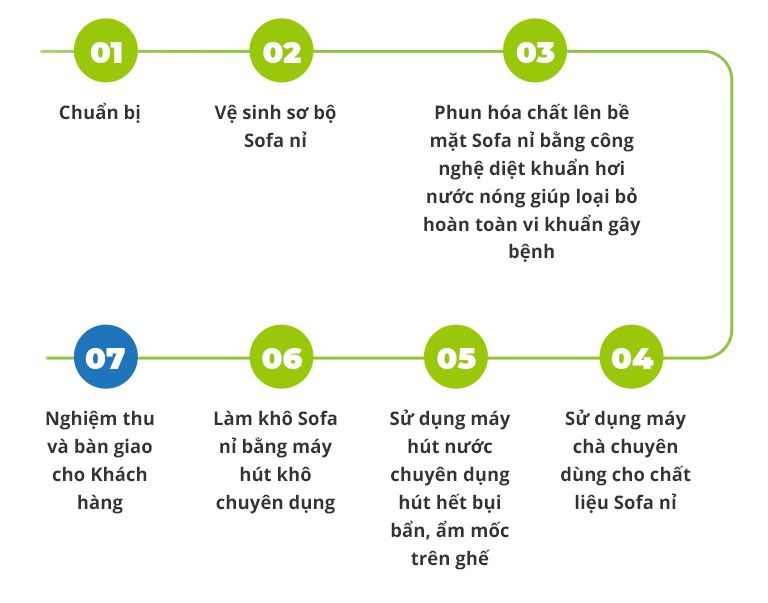 01
Chuẩn bị
02
Vệ sinh sơ bộ
Sofa nỉ
03
Phun hóa chất lên bề
mặt Sofa nỉ bằng công
nghệ diệt khuẩn hơi
nước nóng giúp loại bỏ
hoàn toàn vi khuẩn gây
bệnh
04
Sử dụng máy
chà chuyên
dùng cho chất
liệu Sofa nỉ
05
Sử dụng máy
hút nước
chuyên dụng
hút hết bụi
bẩn, ẩm mốc
trên ghế
06
Làm khô Sofa
nỉ bằng máy
hút khô
chuyên dụng
07
Nghiệm thu
và bàn giao
cho Khách
hàng